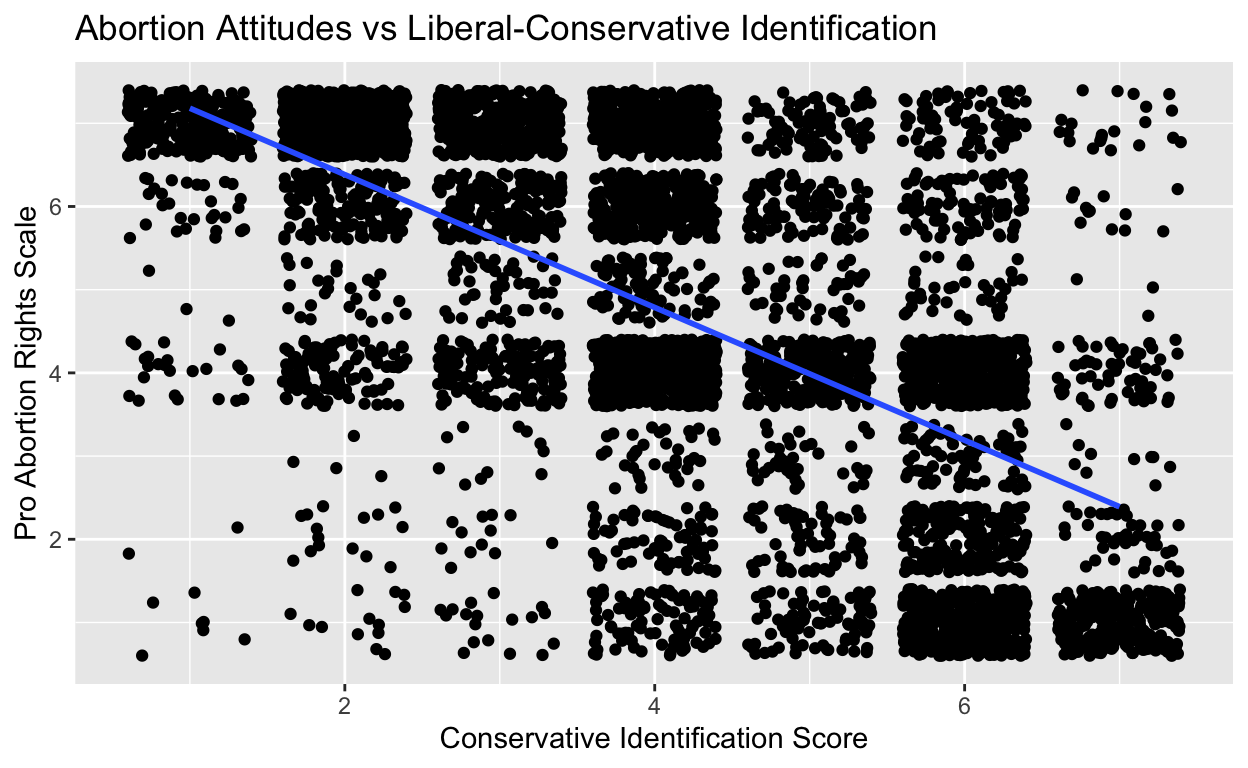 Abortion Attitudes vs Liberal-Conservative Identification
Pro Abortion Rights Scale
6
4
2
2 4 6
Conservative Identification Score